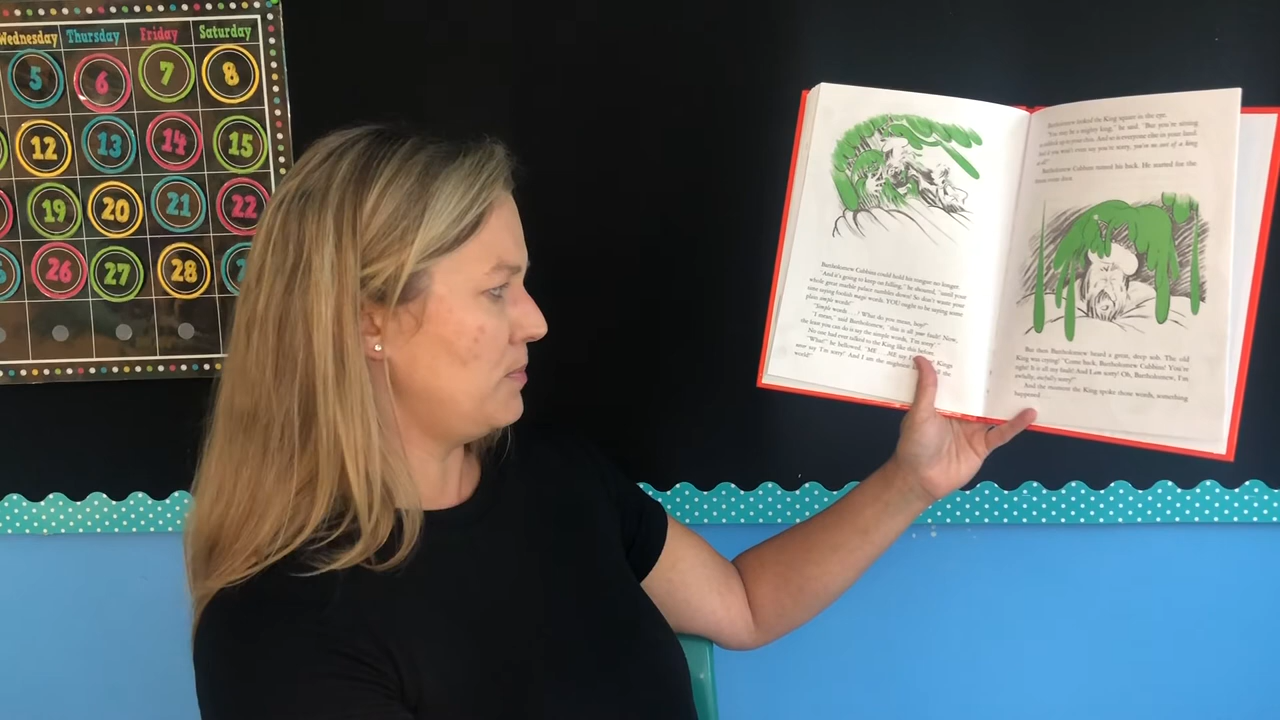 Wednesday Thursday Friday Saturday
5 6 7 8
12 13 14 15
19 20 21 22
26 27 28
Bartholomew Cubbins could hold his tongue no longer.
"And it's going to keep on falling," he shouted, "until your
whole great marble palace tumbles down! So don't waste your
time saying foolish magic words. YOU ought to be saying some
plain simple words!"
"Simple words . . . ? What do you mean, boy?"
"I mean," said Bartholomew, "this is all your fault! Now,
the least you can do is say the simple words, 'I'm sorry'."
No one had ever talked to the King like this before.
"What!" he bellowed. "ME . . . ME say Kings
never say 'I'm sorry!' And I am the mightiest all the
world!"
Bartholomew looked the King square in the eye.
"You may be a mighty king," he said. "But you're sitting
in oobleck up to your chin. And so is everyone else in your land.
And if you won't even say you're sorry, you're no sort of a king
at all!"
Bartholomew Cubbins turned his back. He started for the
throne room door.
But then Bartholomew heard a great, deep sob. The old
King was crying! "Come back, Bartholomew Cubbins! You're
right! It is all my fault! And I am sorry! Oh, Bartholomew, I'm
awfully, awfully sorry!"
And the moment the King spoke those words, something
happened . . .